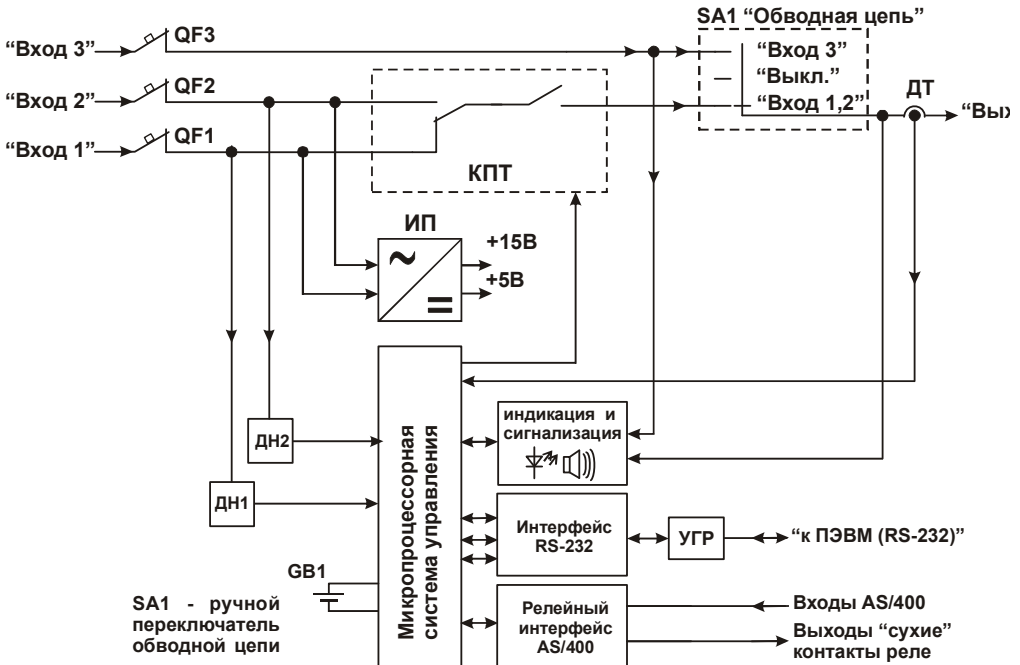 SA1 “Обводная цепь”
“Вход 3”
QF3
“Вход 3”
“Выкл.”
“Вход 1,2”
“Вход 2”
QF2
ДТ
“Вых
“Вход 1”
QF1
КПТ
ИП
+15В
+5В
Микропроцессорная
система управления
индикация и
сигнализация
ДН2
ДН1
Интерфейс
RS-232
УГР
“к ПЭВМ (RS-232)”
GB1
SA1 - ручной
переключатель
обводной цепи
Релейный
интерфейс
AS/400
Входы AS/400
Выходы “сухие”
контакты реле